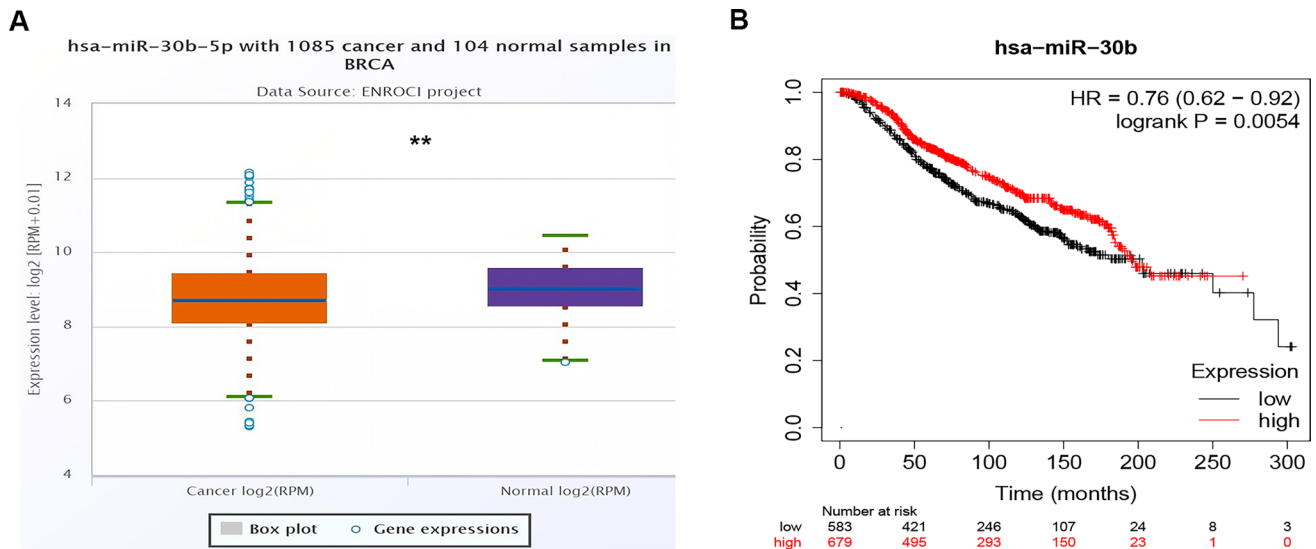 A
hsa-miR-30b-5p with 1085 cancer and 104 normal samples in
BRCA
Data Source: ENROCI project
Expression level: log2 [RPM+0.01]
14
12
10
8
6
4
**
Cancer log2(RPM)
Normal log2(RPM)
Box plot
Gene expressions
B
hsa-miR-30b
HR = 0.76 (0.62 - 0.92)
logrank P = 0.0054
Probability
1.0
0.8
0.6
0.4
0.2
0.0
Expression
low
high
0 50 100 150 200 250 300
Time (months)
Number at risk
low 583 421 246 107 24 8 3
high 679 495 293 150 23 1 0